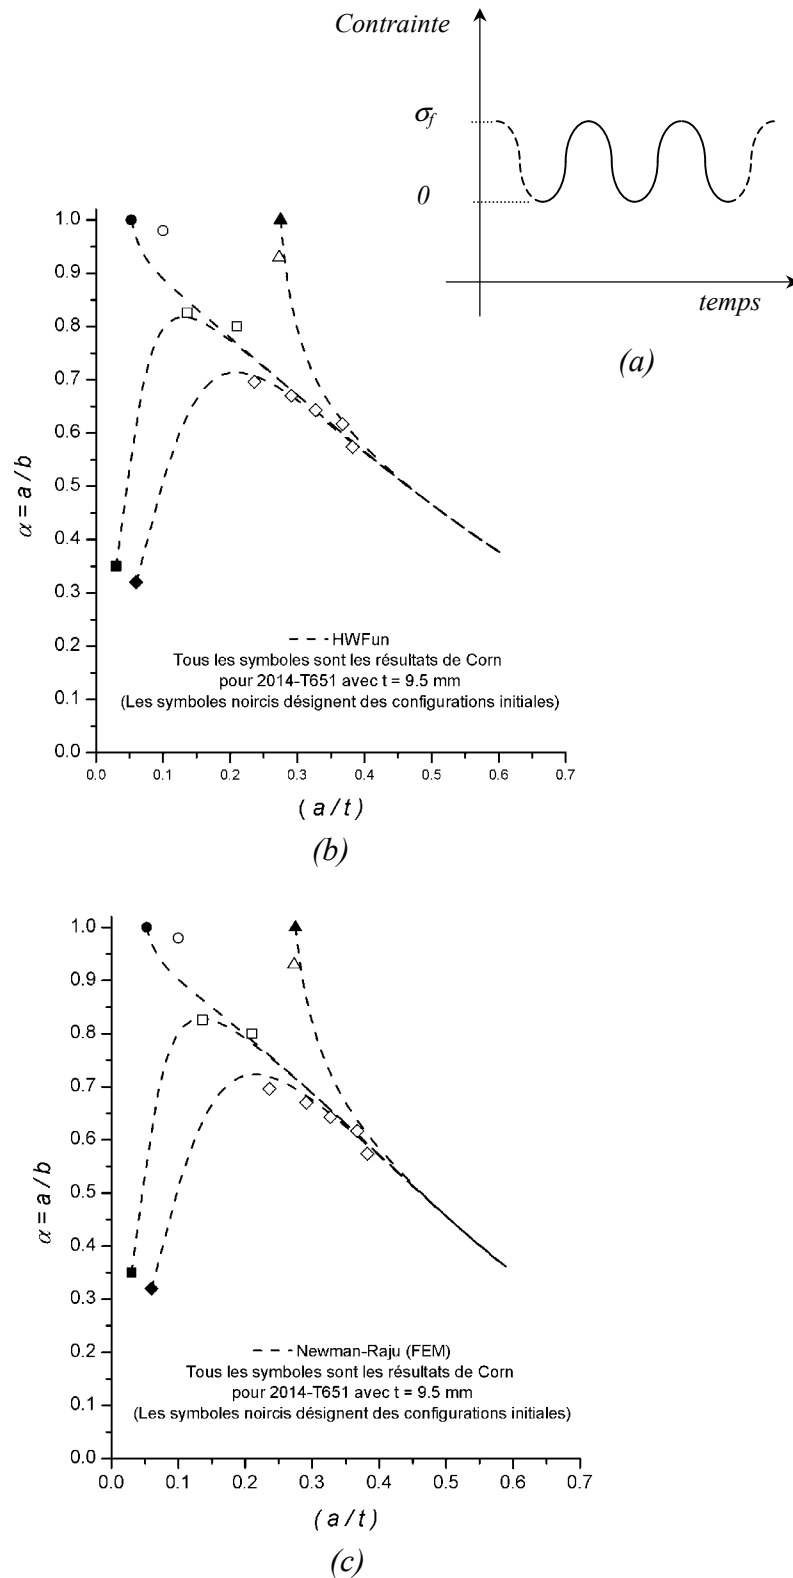 Contrainte
σf
0
temps
(a)
1.0
0.9
0.8
0.7
0.6
0.5
0.4
0.3
0.2
0.1
0.0
α = a / b
HWFun
Tous les symboles sont les résultats de Corn
pour 2014-T651 avec t = 9.5 mm
(Les symboles noircis désignent des configurations initiales)
0.0 0.1 0.2 0.3 0.4 0.5 0.6 0.7
( a / t )
(b)
1.0
0.9
0.8
0.7
0.6
0.5
0.4
0.3
0.2
0.1
0.0
α = a / b
Newman-Raju (FEM)
Tous les symboles sont les résultats de Corn
pour 2014-T651 avec t = 9.5 mm
(Les symboles noircis désignent des configurations initiales)
0.0 0.1 0.2 0.3 0.4 0.5 0.6 0.7
( a / t )
(c)